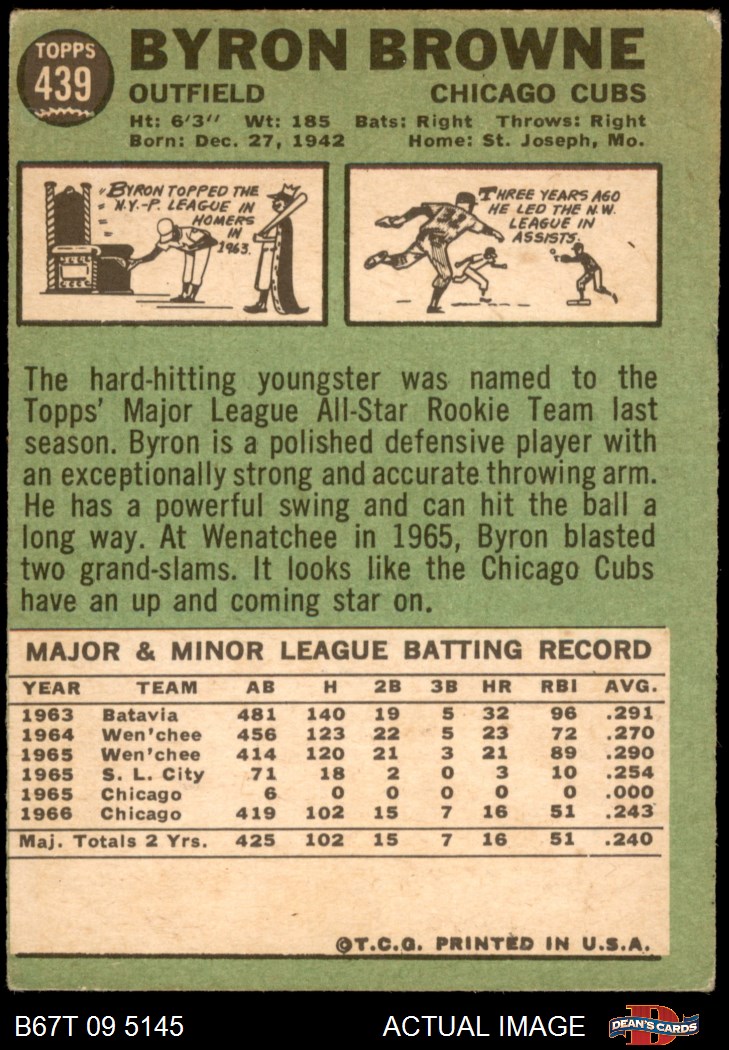 TOPPS
439
BYRON BROWNE
OUTFIELD CHICAGO CUBS
Ht: 6'3" Wt: 185 Bats: Right Throws: Right
Born: Dec. 27, 1942 Home: St. Joseph, Mo.
BYRON TOPPED THE
N.Y.-P. LEAGUE IN
HOMERS
IN
1963.
THREE YEARS AGO
HE LED THE N.W.
LEAGUE IN
ASSISTS.
The hard-hitting youngster was named to the
Topps' Major League All-Star Rookie Team last
season. Byron is a polished defensive player with
an exceptionally strong and accurate throwing arm.
He has a powerful swing and can hit the ball a
long way. At Wenatchee in 1965, Byron blasted
two grand-slams. It looks like the Chicago Cubs
have an up and coming star on.
MAJOR & MINOR LEAGUE BATTING RECORD
YEAR TEAM AB H 2B 3B HR RBI AVG.
1963 Batavia 481 140 19 5 32 96 .291
1964 Wen'chee 456 123 22 5 23 72 .270
1965 Wen'chee 414 120 21 3 21 89 .290
1965 S. L. City 71 18 2 0 3 10 .254
1965 Chicago 6 0 0 0 0 0 .000
1966 Chicago 419 102 15 7 16 51 .243
Maj. Totals 2 Yrs. 425 102 15 7 16 51 .240
©T.C.G. PRINTED IN U.S.A.
B67T 09 5145 ACTUAL IMAGE
D
DEAN'S CARDS